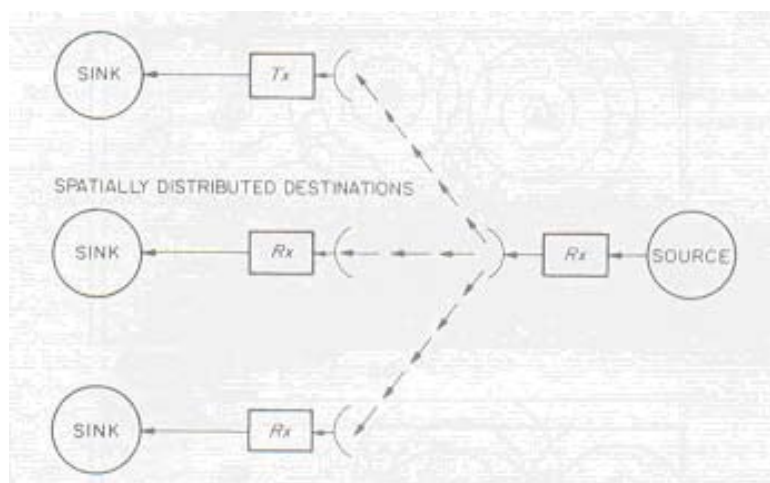 SINK
Tx
SPATIALLY DISTRIBUTED DESTINATIONS
SINK
Rx
Rx
SOURCE
SINK
Rx